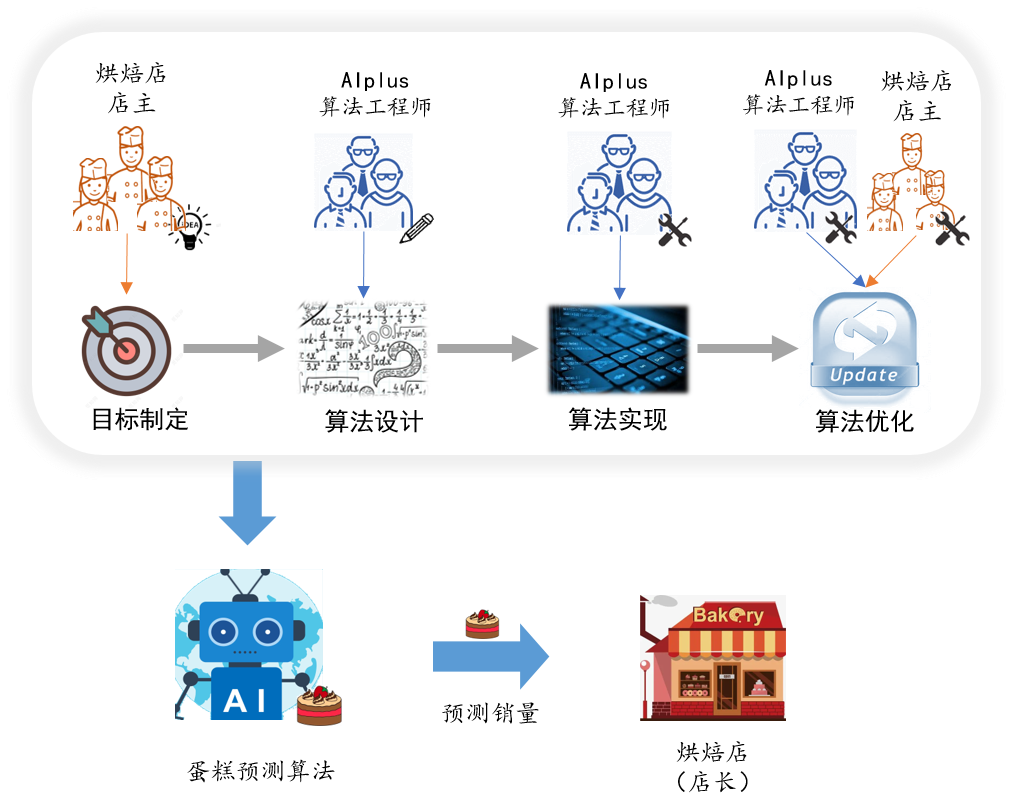 烘焙店
店主
AIplus
算法工程师
AIplus
算法工程师
AIplus
算法工程师
烘焙店
店主
IDEA
Update
目标制定
算法设计
算法实现
算法优化
AI
Bakery
预测销量
蛋糕预测算法
烘焙店
（店长）